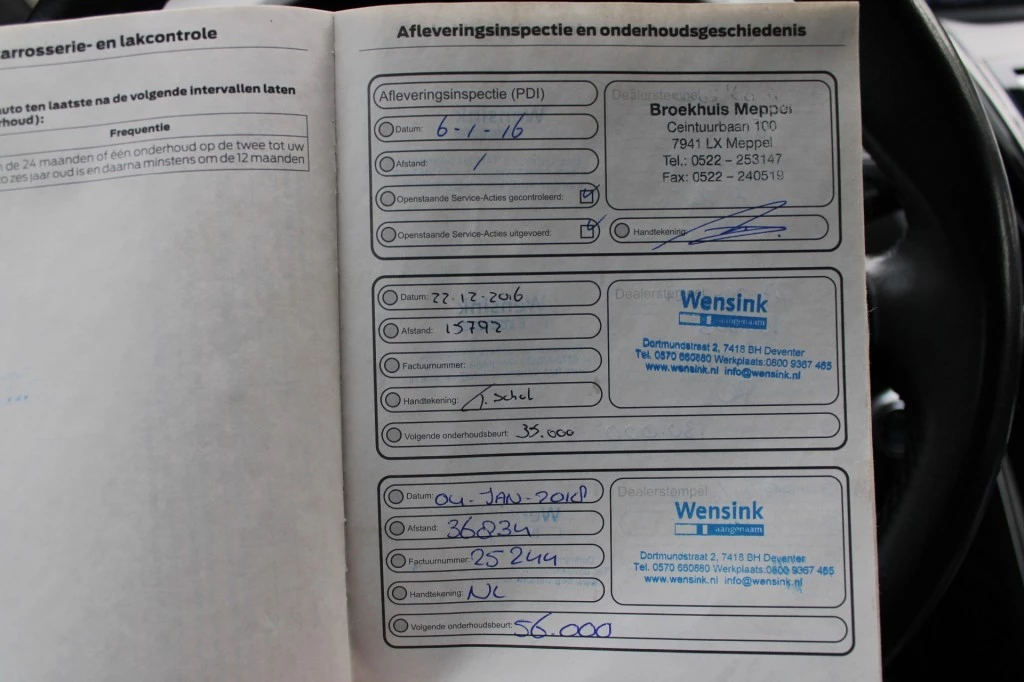 arrosserie- en lakcontrole
auto ten laatste na de volgende intervallen laten
rhoud):
Frequentie
n de 24 maanden of één onderhoud op de twee tot uw
o zes jaar oud is en daarna minstens om de 12 maanden
Afleveringsinspectie en onderhoudsgeschiedenis
Afleveringsinspectie (PDI)
Datum: 6-1-16
Afstand: /
Openstaande Service-Acties gecontroleerd:
Openstaande Service-Acties uitgevoerd:
Dealerstempel
Broekhuis Meppel
Ceintuurbaan 100
7941 LX Meppel
Tel.: 0522 - 253147
Fax: 0522 - 240519
Handtekening:
Datum: 22-12-2016
Afstand: 15792
Factuurnummer:
Handtekening: T. Schol
Volgende onderhoudsbeurt: 35.000
Dealerstempel
Wensink
aangenaam
Dortmundstraat 2, 7418 BH Deventer
Tel. 0570 660880 Werkplaats:0800 9367 465
www.wensink.nl info@wensink.nl
Datum: 04-JAN-2018
Afstand: 36834
Factuurnummer: 25244
Handtekening: NL
Volgende onderhoudsbeurt: 56.000
Dealerstempel
Wensink
aangenaam
Dortmundstraat 2, 7418 BH Deventer
Tel. 0570 660880 Werkplaats:0800 9367 465
www.wensink.nl info@wensink.nl